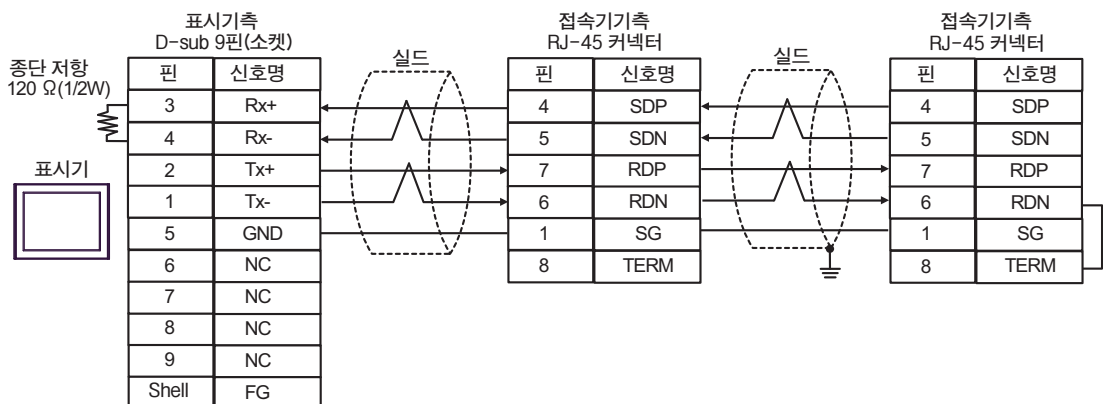 표시기측
D-sub 9핀(소켓)
접속기기측
RJ-45 커넥터
접속기기측
RJ-45 커넥터
종단 저항
120 Ω(1/2W)
실드
실드
표시기
핀 신호명
3 Rx+
4 Rx-
2 Tx+
1 Tx-
5 GND
6 NC
7 NC
8 NC
9 NC
Shell FG
핀 신호명
4 SDP
5 SDN
7 RDP
6 RDN
1 SG
8 TERM
핀 신호명
4 SDP
5 SDN
7 RDP
6 RDN
1 SG
8 TERM